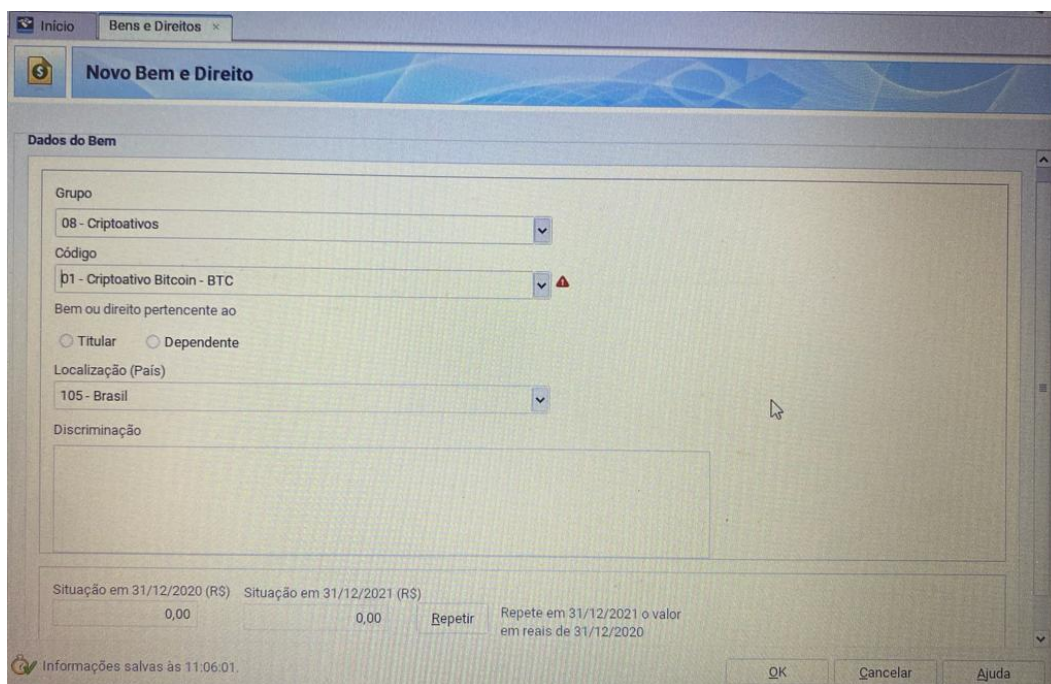 Início Bens e Direitos ×
Novo Bem e Direito
Dados do Bem
Grupo
08 - Criptoativos
Código
01 - Criptoativo Bitcoin - BTC
Bem ou direito pertencente ao
Titular Dependente
Localização (País)
105 - Brasil
Discriminação
Situação em 31/12/2020 (R$) Situação em 31/12/2021 (R$)
0,00 0,00 Repetir Repete em 31/12/2021 o valor
em reais de 31/12/2020
Informações salvas às 11:06:01.
OK Cancelar Ajuda